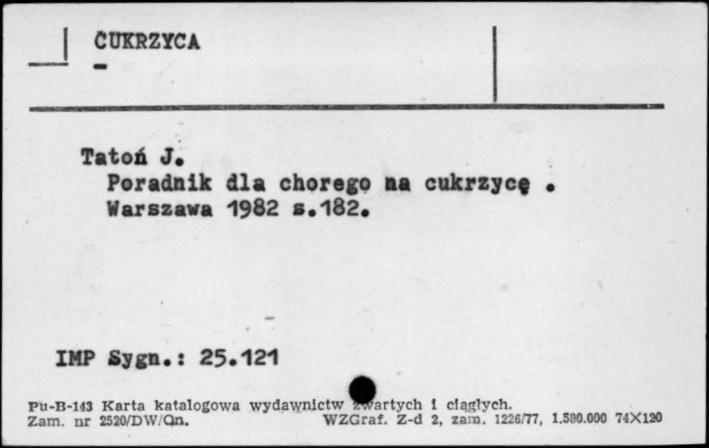 CUKRZYCA
Tatoń J.
Poradnik dla chorego na cukrzycę .
Warszawa 1982 s.182.
IMP Sygn.: 25.121
Pu-B-143 Karta katalogowa wydawnictw zwartych i ciągłych.
Zam. nr 2520/DW/Qn. WZGraf. Z-d 2, zam. 1226/77, 1.580.000 74X120